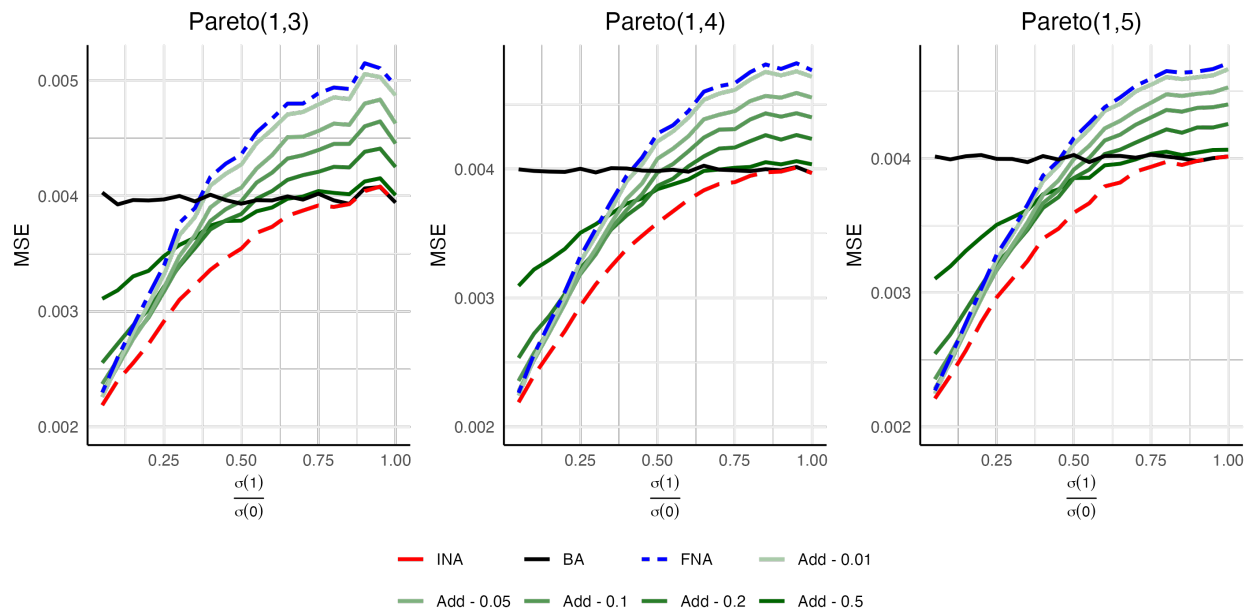 Pareto(1,3)
Pareto(1,4)
Pareto(1,5)
MSE
0.005
0.004
0.003
0.002
0.25 0.50 0.75 1.00
σ(1)
σ(0)
MSE
0.004
0.003
0.002
0.25 0.50 0.75 1.00
σ(1)
σ(0)
MSE
0.004
0.003
0.002
0.25 0.50 0.75 1.00
σ(1)
σ(0)
INA BA FNA Add - 0.01
Add - 0.05 Add - 0.1 Add - 0.2 Add - 0.5